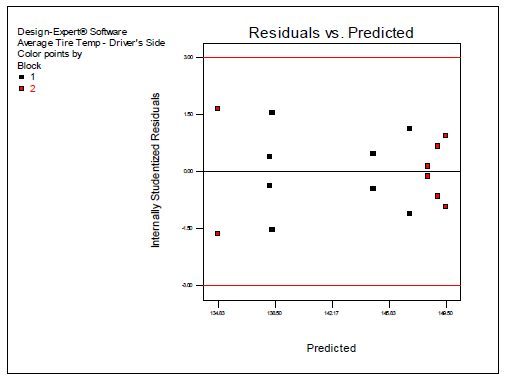 Design-Expert® Software
Average Tire Temp - Driver's Side
Color points by
Block
1
2
Residuals vs. Predicted
Internally Studentized Residuals
3.00
1.50
0.00
-1.50
-3.00
134.83
138.50
142.17
145.83
149.50
Predicted